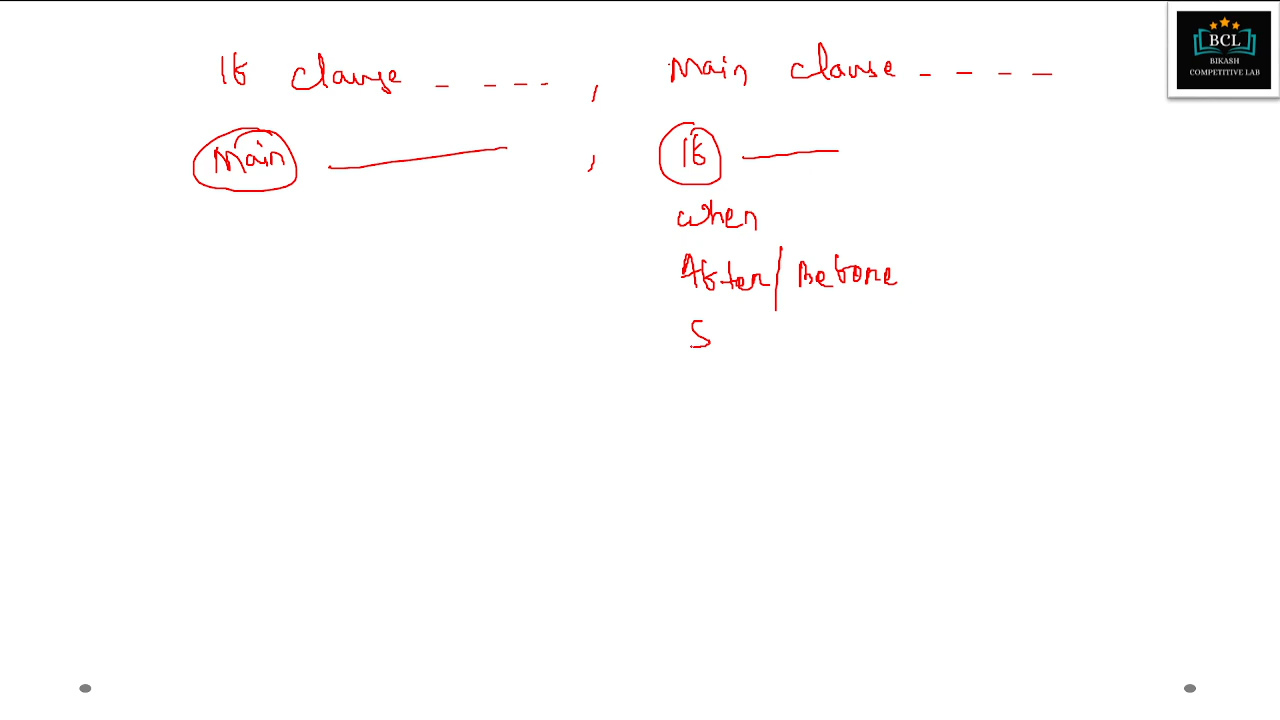 If clause - - - - - , Main clause - - - -
Main ——— , If ———
when
After/Before
S
BCL
BIKASH
COMPETITIVE LAB